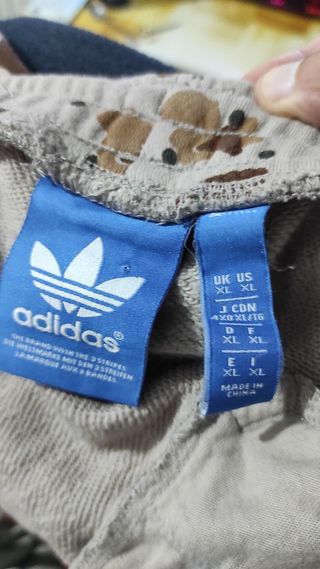 adidas®
THE BRAND WITH THE 3 STRIPES
DIE WELTMARKE MIT DEN 3 STREIFEN
LA MARQUE AUX 3 BANDES
UK US
XL XL
J CDN
4XO XL/TG
D F
XL XL
E I
XL XL
MADE IN
CHINA